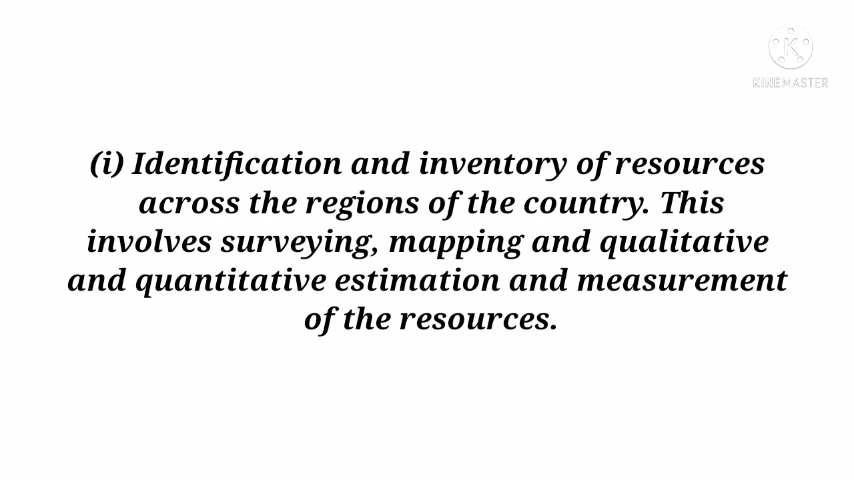 KINEMASTER
(i) Identification and inventory of resources
across the regions of the country. This
involves surveying, mapping and qualitative
and quantitative estimation and measurement
of the resources.